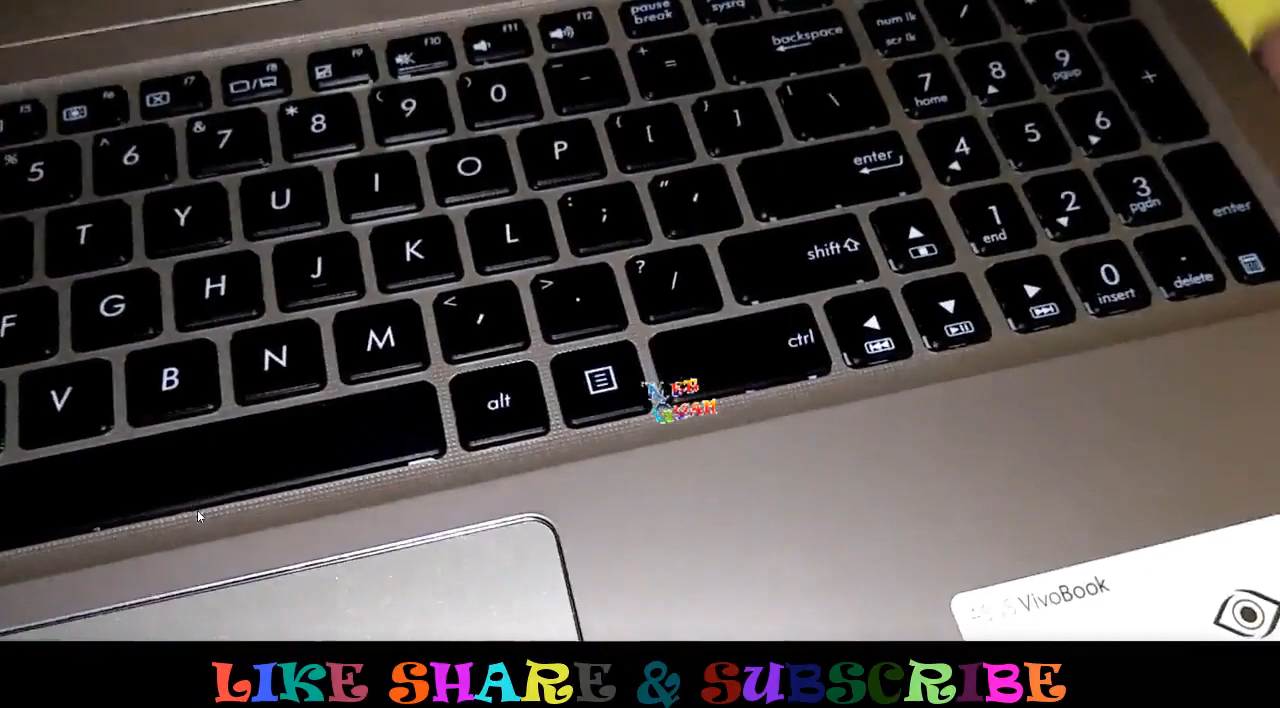 pause break
sysrq
f5 f6 f7 f8 f9 f10 f11 f12
num lk scr lk /
% 5 ^ 6 & 7 * 8 ( 9 ) 0 _ - + = backspace
7 home 8 9 pgup +
T Y U I O P { [ } ] | \
4 5 6
F G H J K L : ; " ' enter
1 end 2 3 pgdn enter
V B N M < , > . ? / shift
0 insert . delete
alt ctrl
NEB
VivoBook
LIKE SHARE & SUBSCRIBE